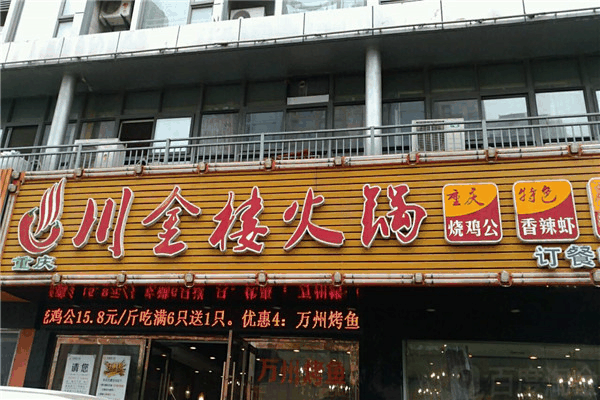 川金楼火锅
重庆
重庆
烧鸡公
特色
香辣虾
订餐
鸡公15.8元/斤吃满6只送1只。优惠4：万州烤鱼
万州烤鱼
请您